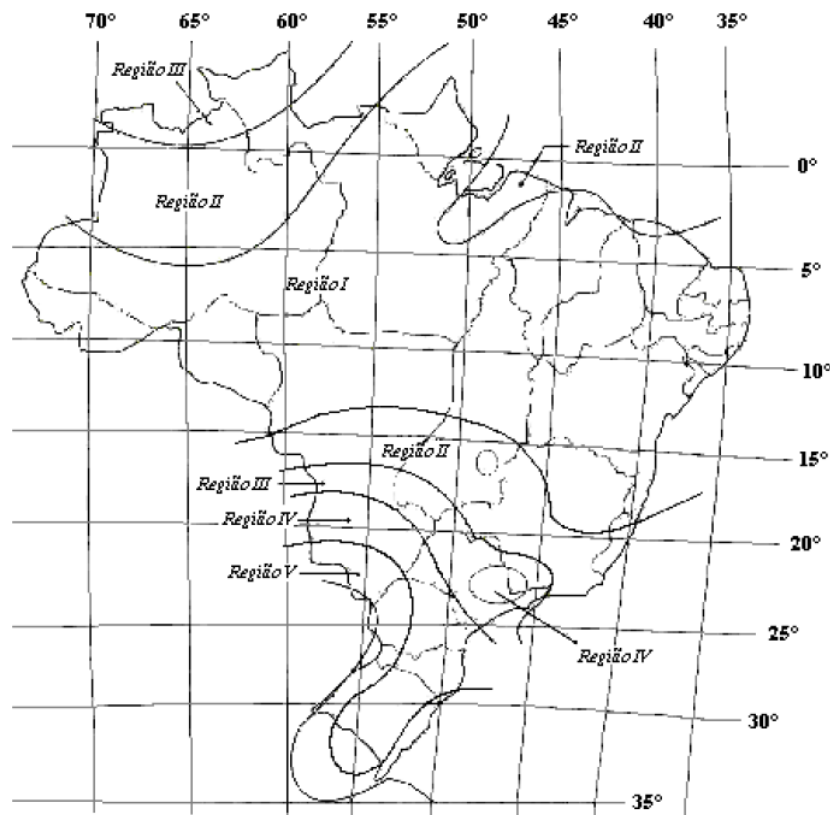 70° 65° 60° 55° 50° 45° 40° 35°
Região III
Região II
0°
Região II
5°
Região I
10°
Região II
15°
Região III
Região IV
20°
Região V
25°
Região IV
30°
35°